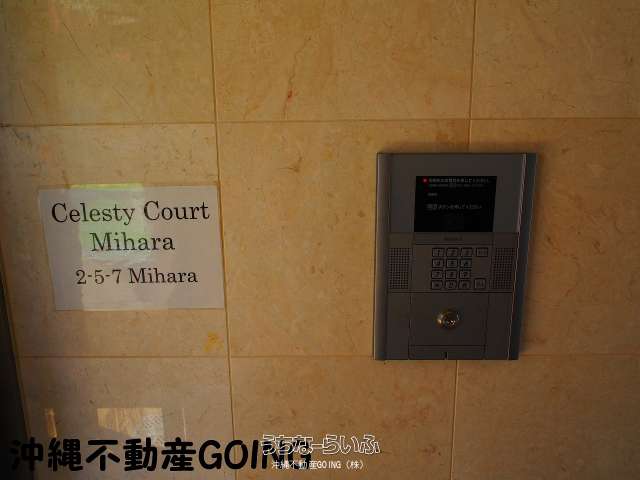 Celesty Court
Mihara
2-5-7 Mihara
沖縄不動産GOING
うちなーらいふ
沖縄不動産GOING（株）